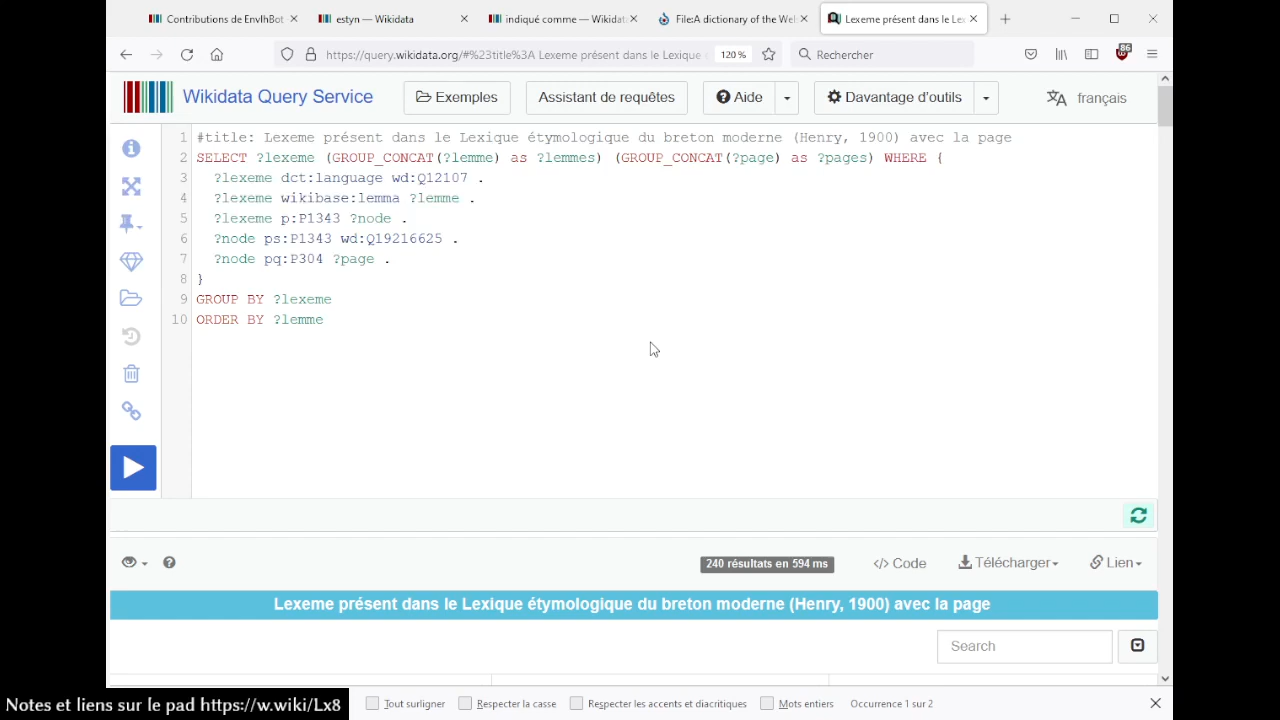 Contributions de EnvlhBot
estyn — Wikidata
indiqué comme — Wikidat
File:A dictionary of the Wel
Lexeme présent dans le Lex
https://query.wikidata.org/#%23title%3A Lexeme présent dans le Lexique
120 %
Rechercher
86
Wikidata Query Service
Exemples
Assistant de requêtes
Aide
Davantage d'outils
français
1 #title: Lexeme présent dans le Lexique étymologique du breton moderne (Henry, 1900) avec la page
2 SELECT ?lexeme (GROUP_CONCAT(?lemme) as ?lemmes) (GROUP_CONCAT(?page) as ?pages) WHERE {
3 ?lexeme dct:language wd:Q12107 .
4 ?lexeme wikibase:lemma ?lemme .
5 ?lexeme p:P1343 ?node .
6 ?node ps:P1343 wd:Q19216625 .
7 ?node pq:P304 ?page .
8 }
9 GROUP BY ?lexeme
10 ORDER BY ?lemme
240 résultats en 594 ms
</> Code
Télécharger
Lien
Lexeme présent dans le Lexique étymologique du breton moderne (Henry, 1900) avec la page
Search
Notes et liens sur le pad https://w.wiki/Lx8
Tout surligner
Respecter la casse
Respecter les accents et diacritiques
Mots entiers
Occurrence 1 sur 2